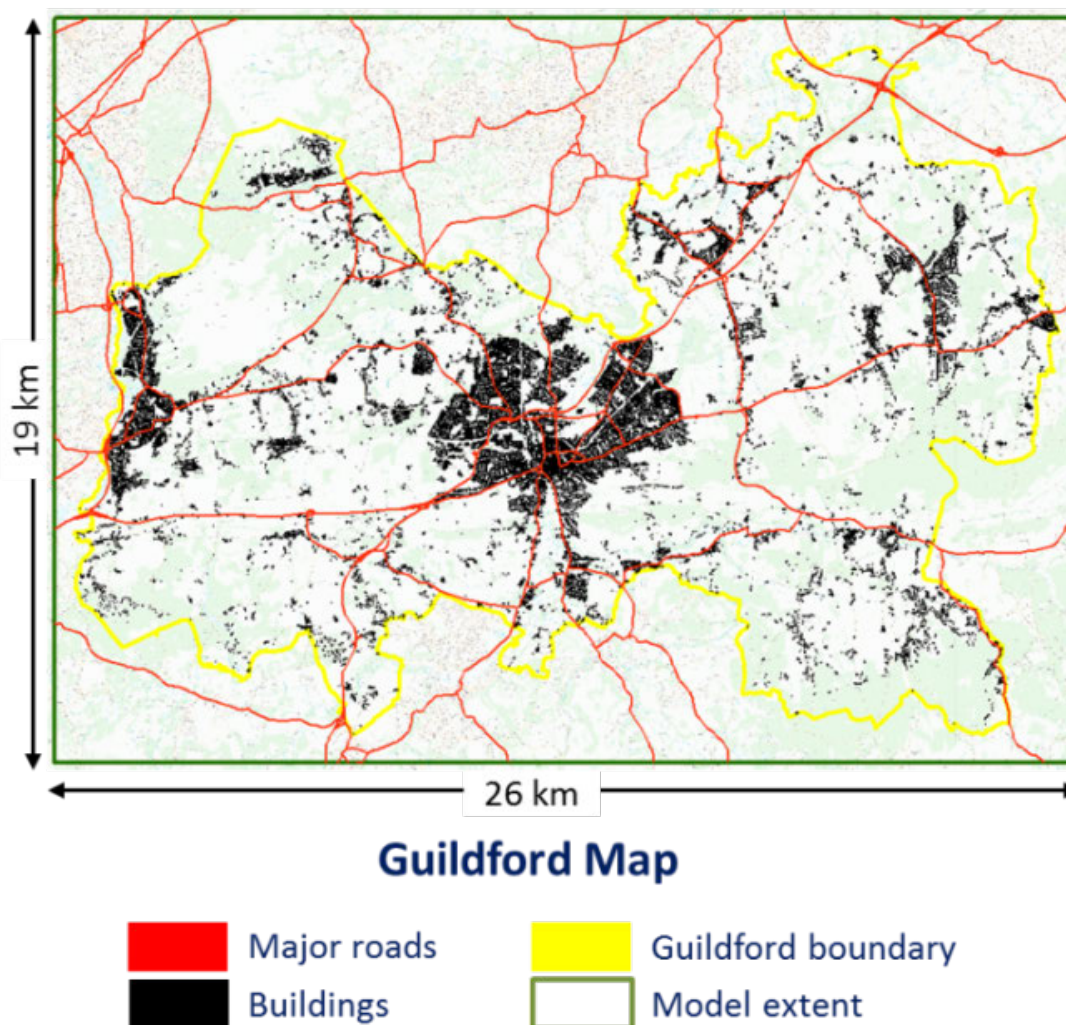 19 km
26 km
Guildford Map
Major roads
Guildford boundary
Buildings
Model extent